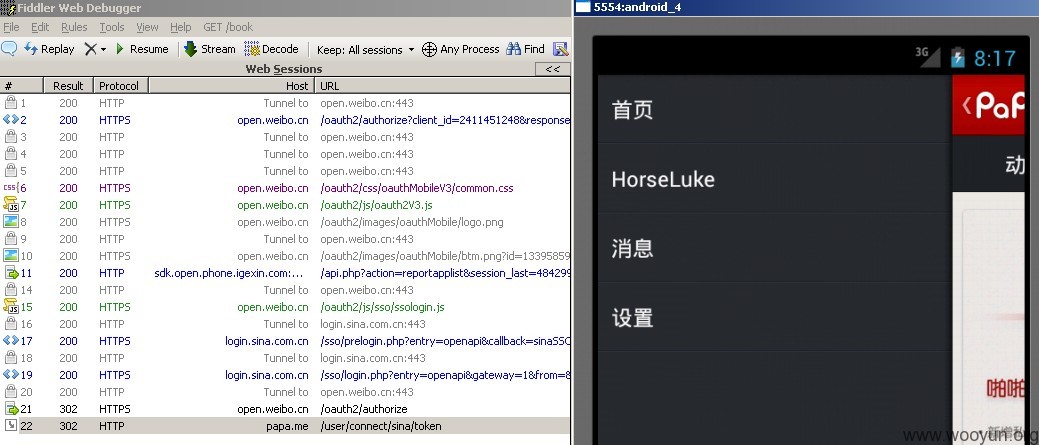 Fiddler Web Debugger
File Edit Rules Tools View Help GET /book
Replay Resume Stream Decode Keep: All sessions Any Process Find
Web Sessions <<
# Result Protocol Host URL
1 200 HTTP Tunnel to open.weibo.cn:443
2 200 HTTPS open.weibo.cn /oauth2/authorize?client_id=2411451248&response
3 200 HTTP Tunnel to open.weibo.cn:443
4 200 HTTP Tunnel to open.weibo.cn:443
5 200 HTTP Tunnel to open.weibo.cn:443
6 200 HTTPS open.weibo.cn /oauth2/css/oauthMobileV3/common.css
7 200 HTTPS open.weibo.cn /oauth2/js/oauth2V3.js
8 200 HTTPS open.weibo.cn /oauth2/images/oauthMobile/logo.png
9 200 HTTP Tunnel to open.weibo.cn:443
10 200 HTTPS open.weibo.cn /oauth2/images/oauthMobile/btm.png?id=13395859
11 200 HTTP sdk.open.phone.igexin.com:... /api.php?action=reportapplist&session_last=484299
14 200 HTTP Tunnel to open.weibo.cn:443
15 200 HTTPS open.weibo.cn /oauth2/js/sso/ssologin.js
16 200 HTTP Tunnel to login.sina.com.cn:443
17 200 HTTPS login.sina.com.cn /sso/prelogin.php?entry=openapi&callback=sinaSSO
18 200 HTTP Tunnel to login.sina.com.cn:443
19 200 HTTPS login.sina.com.cn /sso/login.php?entry=openapi&gateway=1&from=&
20 200 HTTP Tunnel to open.weibo.cn:443
21 302 HTTPS open.weibo.cn /oauth2/authorize
22 302 HTTP papa.me /user/connect/sina/token
5554:android_4
3G 8:17
首页
HorseLuke
消息
设置
PaP
动
啪啪
新增私
www.wooyun.org